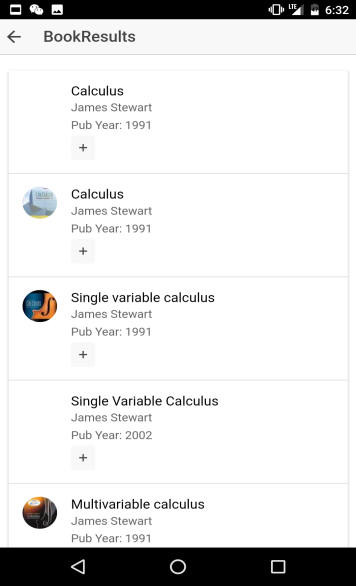 LTE 6:32
BookResults
Calculus
James Stewart
Pub Year: 1991
+
Calculus
James Stewart
Pub Year: 1991
+
Single variable calculus
James Stewart
Pub Year: 1991
+
Single Variable Calculus
James Stewart
Pub Year: 2002
+
Multivariable calculus
James Stewart
Pub Year: 1991